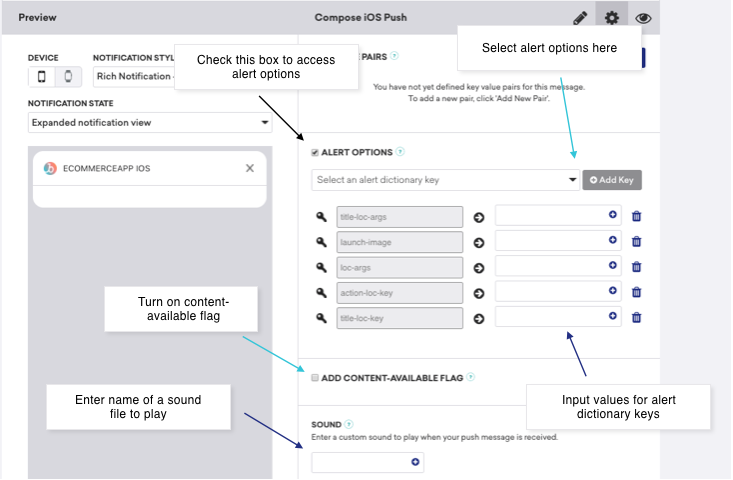 Preview
Compose iOS Push
DEVICE
NOTIFICATION STYL
Rich Notification
NOTIFICATION STATE
Expanded notification view
ECOMMERCEAPP IOS
Check this box to access
alert options
Select alert options here
PAIRS
You have not yet defined key value pairs for this message.
To add a new pair, click 'Add New Pair'.
ALERT OPTIONS
Select an alert dictionary key
Add Key
title-loc-args
launch-image
loc-args
action-loc-key
title-loc-key
Turn on content-
available flag
ADD CONTENT-AVAILABLE FLAG
Enter name of a sound
file to play
Input values for alert
dictionary keys
SOUND
Enter a custom sound to play when your push message is received.